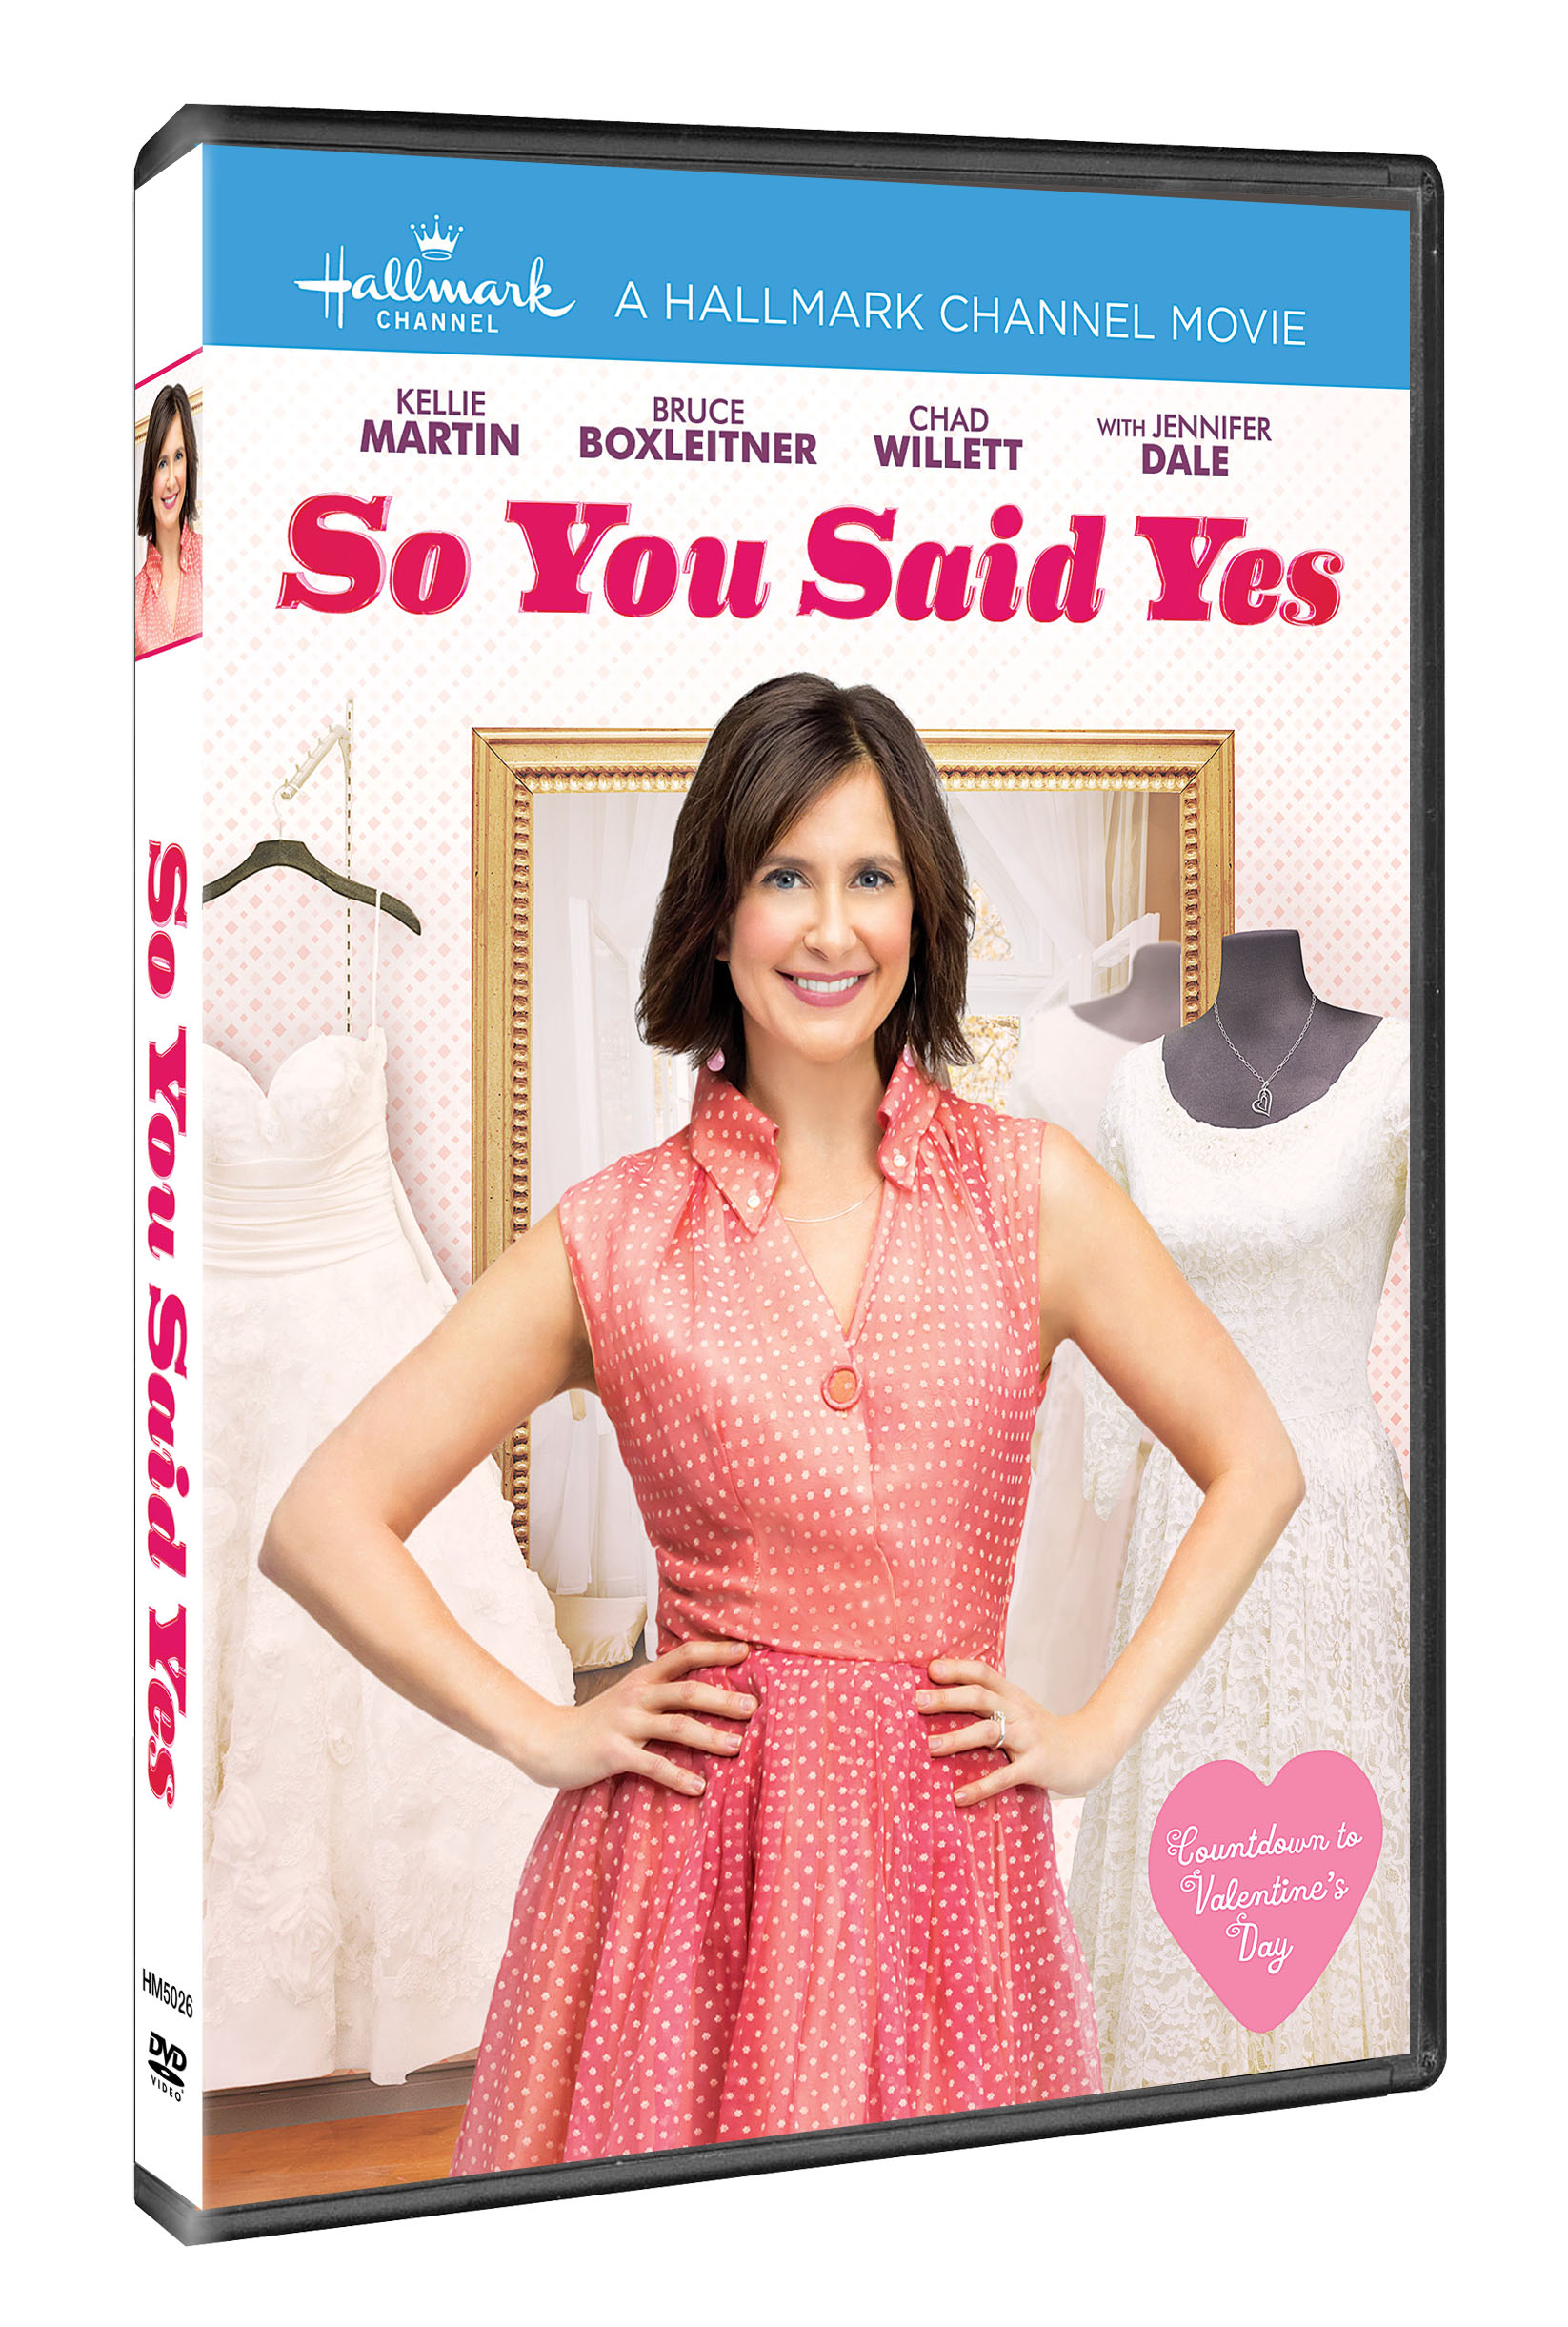 Hallmark
CHANNEL
A HALLMARK CHANNEL MOVIE
KELLIE
MARTIN
BRUCE
BOXLEITNER
CHAD
WILLETT
WITH JENNIFER
DALE
So You Said Yes
Countdown to
Valentine's
Day
So You Said Yes
HM5026
DVD
VIDEO